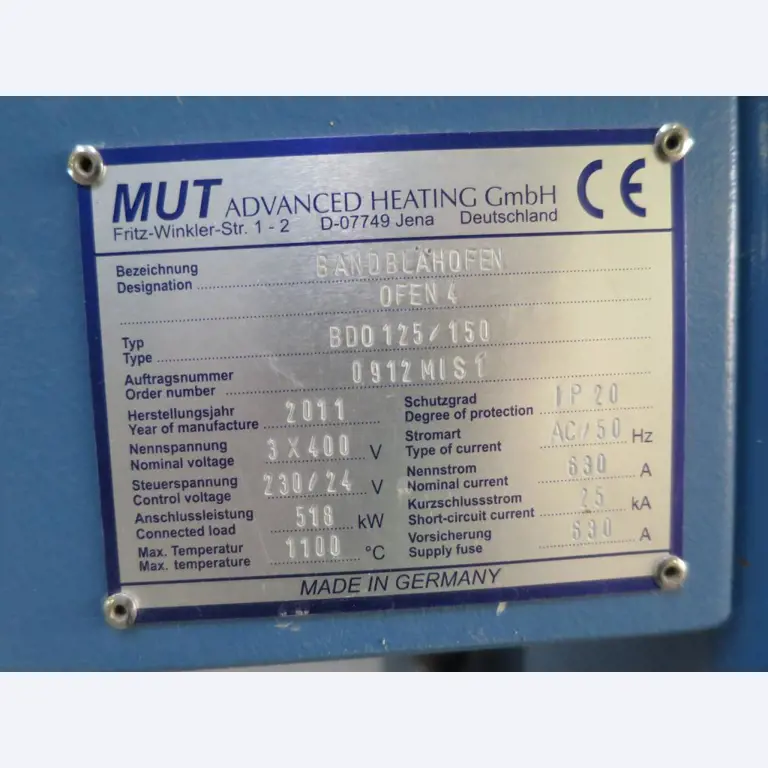 MUT ADVANCED HEATING GmbH CE
Fritz-Winkler-Str. 1 - 2 D-07749 Jena Deutschland
Bezeichnung
Designation BANDBLÄHOFEN
OFEN 4
Typ
Type BDO 125/150
Auftragsnummer
Order number 0912MIS1
Herstellungsjahr
Year of manufacture 2011
Nennspannung
Nominal voltage 3 X 400 V
Steuerspannung
Control voltage 230/24 V
Anschlussleistung
Connected load 518 kW
Max. Temperatur
Max. temperature 1100 °C
Schutzgrad
Degree of protection IP 20
Stromart
Type of current AC/50 Hz
Nennstrom
Nominal current 630 A
Kurzschlussstrom
Short-circuit current 25 kA
Vorsicherung
Supply fuse 630 A
MADE IN GERMANY